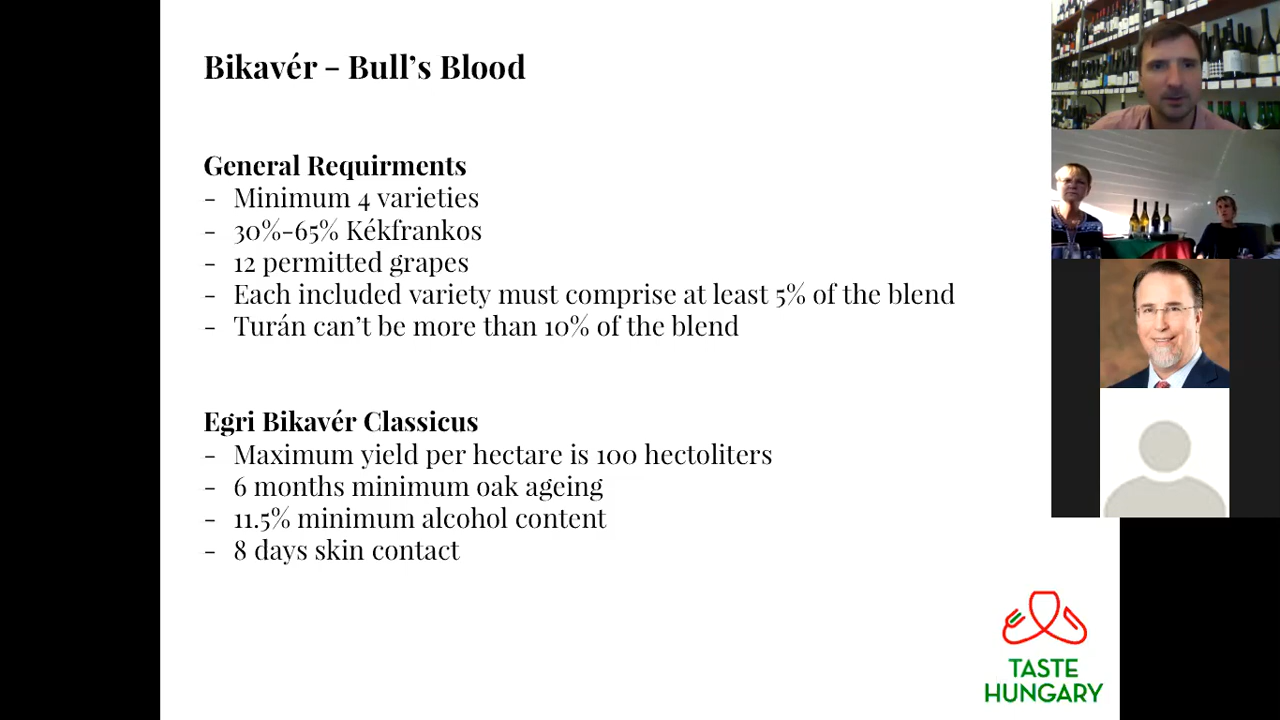 Bikavér – Bull's Blood
General Requirments
- Minimum 4 varieties
- 30%-65% Kékfrankos
- 12 permitted grapes
- Each included variety must comprise at least 5% of the blend
- Turán can't be more than 10% of the blend
Egri Bikavér Classicus
- Maximum yield per hectare is 100 hectoliters
- 6 months minimum oak ageing
- 11.5% minimum alcohol content
- 8 days skin contact
TASTE
HUNGARY